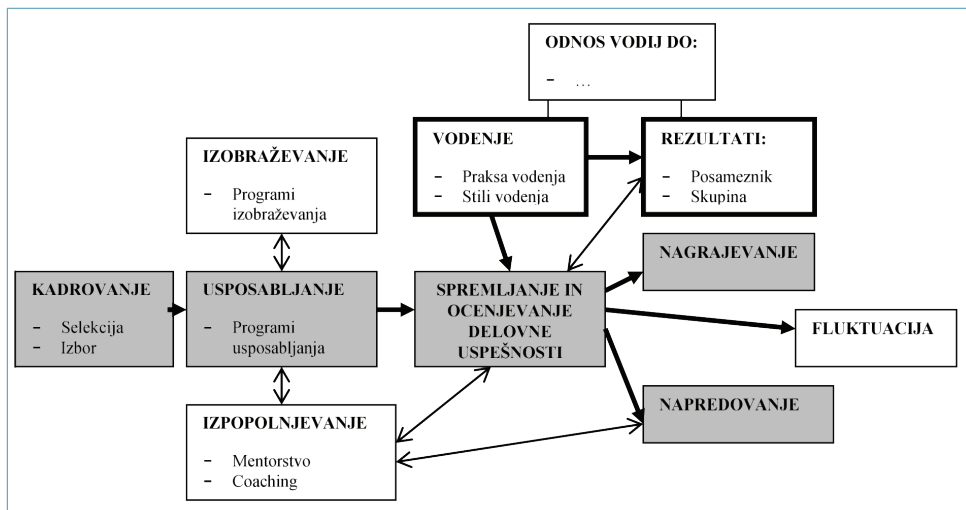 ODNOS VODIJ DO:
- ...
VODENJE
- Praksa vodenja
- Stili vodenja
REZULTATI:
- Posameznik
- Skupina
IZOBRAŽEVANJE
- Programi
izobraževanja
KADROVANJE
- Selekcija
- Izbor
USPOSABLJANJE
- Programi
usposabljanja
SPREMLJANJE IN
OCENJEVANJE
DELOVNE
USPEŠNOSTI
NAGRAJEVANJE
FLUKTUACIJA
NAPREDOVANJE
IZPOPOLNJEVANJE
- Mentorstvo
- Coaching